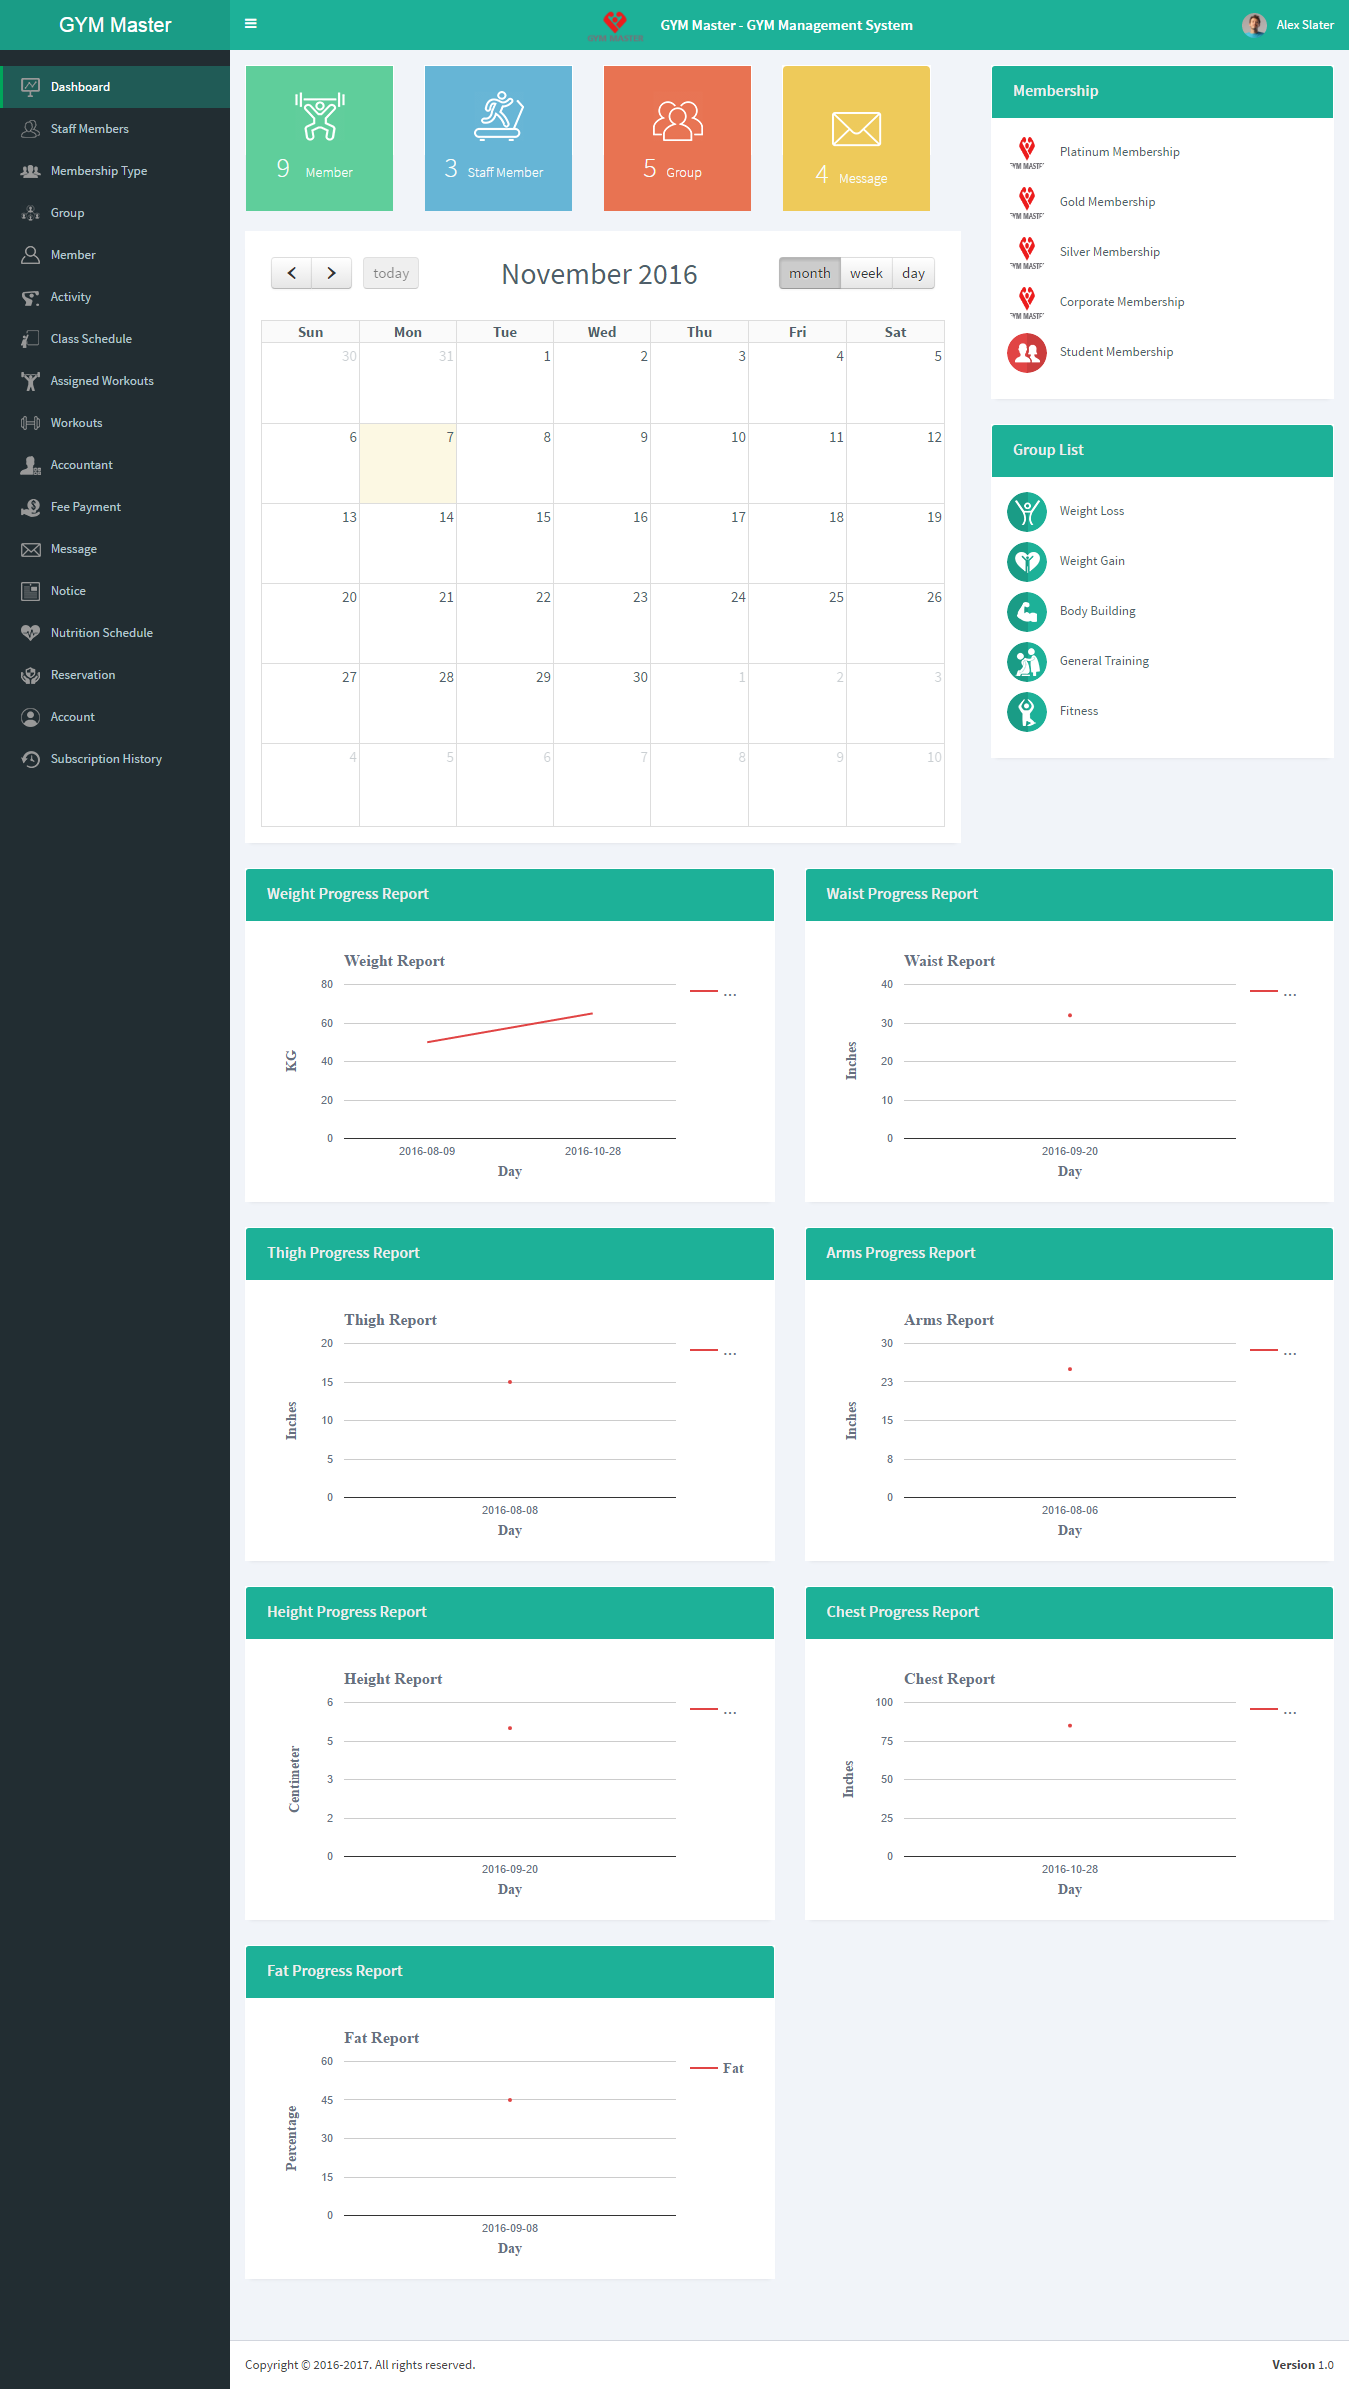 GYM Master
GYM MASTER
GYM Master - GYM Management System
Alex Slater
Dashboard
Staff Members
Membership Type
Group
Member
Activity
Class Schedule
Assigned Workouts
Workouts
Accountant
Fee Payment
Message
Notice
Nutrition Schedule
Reservation
Account
Subscription History
9 Member
3 Staff Member
5 Group
4 Message
today
November 2016
month week day
Sun Mon Tue Wed Thu Fri Sat
30 31 1 2 3 4 5
6 7 8 9 10 11 12
13 14 15 16 17 18 19
20 21 22 23 24 25 26
27 28 29 30 1 2 3
4 5 6 7 8 9 10
Membership
GYM MASTER
Platinum Membership
GYM MASTER
Gold Membership
GYM MASTER
Silver Membership
GYM MASTER
Corporate Membership
Student Membership
Group List
Weight Loss
Weight Gain
Body Building
General Training
Fitness
Weight Progress Report
Weight Report
80
60
40
20
0
KG
...
2016-08-09 2016-10-28
Day
Waist Progress Report
Waist Report
40
30
20
10
0
Inches
...
2016-09-20
Day
Thigh Progress Report
Thigh Report
20
15
10
5
0
Inches
...
2016-08-08
Day
Arms Progress Report
Arms Report
30
23
15
8
0
Inches
...
2016-08-06
Day
Height Progress Report
Height Report
6
5
3
2
0
Centimeter
...
2016-09-20
Day
Chest Progress Report
Chest Report
100
75
50
25
0
Inches
...
2016-10-28
Day
Fat Progress Report
Fat Report
60
45
30
15
0
Percentage
Fat
2016-09-08
Day
Copyright © 2016-2017. All rights reserved.
Version 1.0